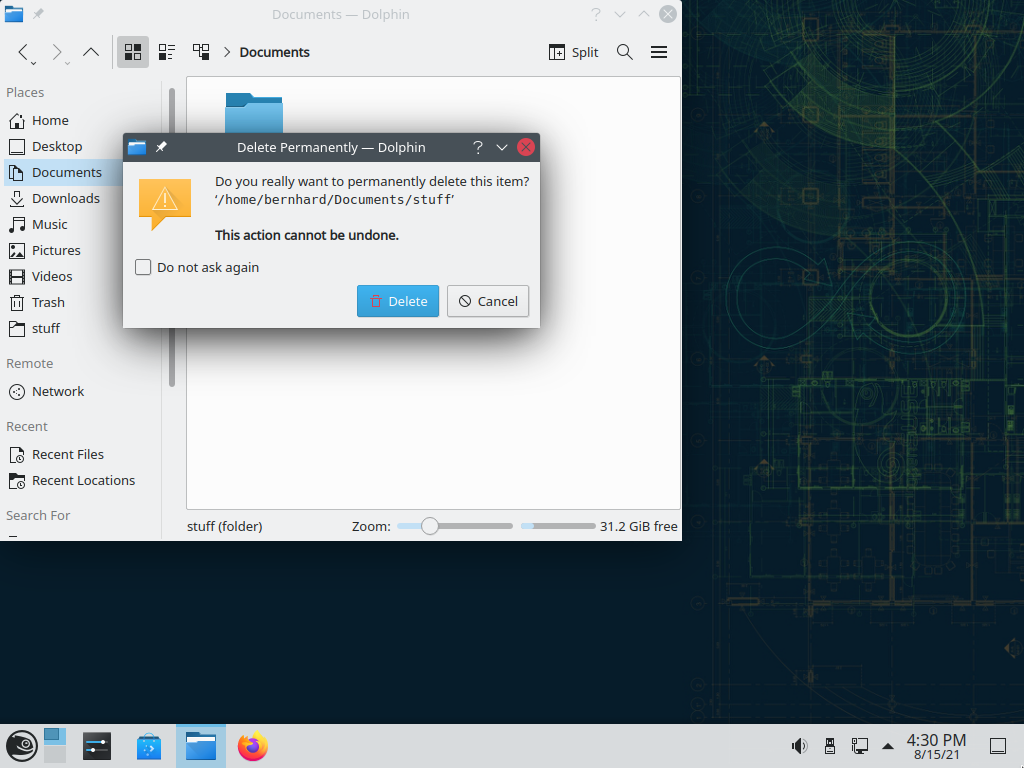 Documents — Dolphin
Documents
Split
Places
Home
Desktop
Documents
Downloads
Music
Pictures
Videos
Trash
stuff
Remote
Network
Recent
Recent Files
Recent Locations
Search For
Delete Permanently — Dolphin
Do you really want to permanently delete this item?
‘/home/bernhard/Documents/stuff’
This action cannot be undone.
Do not ask again
Delete
Cancel
stuff (folder)
Zoom:
31.2 GiB free
4:30 PM
8/15/21